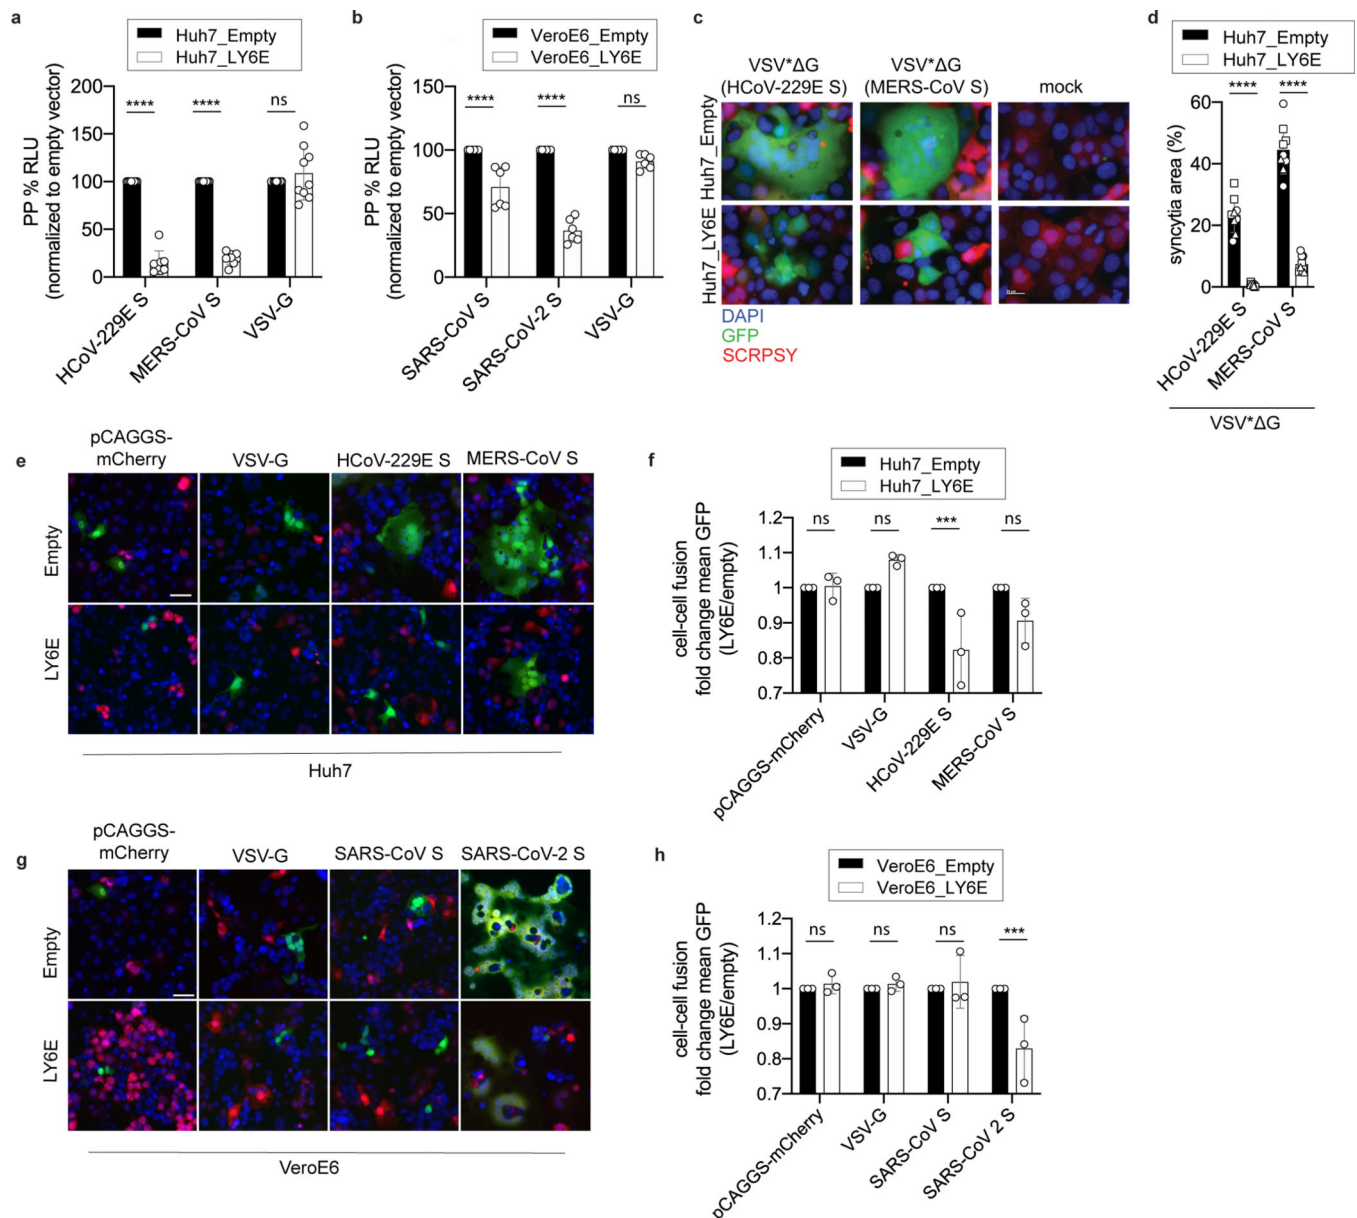 a
Huh7_Empty
Huh7_LY6E
PP % RLU
(normalized to empty vector)
200
150
100
50
0
****
****
ns
HCoV-229E S
MERS-CoV S
VSV-G
b
VeroE6_Empty
VeroE6_LY6E
PP % RLU
(normalized to empty vector)
150
100
50
0
****
****
ns
SARS-CoV S
SARS-CoV-2 S
VSV-G
c
VSV*ΔG
(HCoV-229E S)
VSV*ΔG
(MERS-CoV S)
mock
Huh7_Empty
Huh7_LY6E
DAPI
GFP
SCRPSY
d
Huh7_Empty
Huh7_LY6E
syncytia area (%)
60
40
20
0
****
****
HCoV-229E S
MERS-CoV S
VSV*ΔG
e
pCAGGS-
mCherry
VSV-G
HCoV-229E S
MERS-CoV S
Empty
LY6E
Huh7
f
Huh7_Empty
Huh7_LY6E
cell-cell fusion
fold change mean GFP
(LY6E/empty)
1.2
1.1
1
0.9
0.8
0.7
ns
ns
***
ns
pCAGGS-mCherry
VSV-G
HCoV-229E S
MERS-CoV S
g
pCAGGS-
mCherry
VSV-G
SARS-CoV S
SARS-CoV-2 S
Empty
LY6E
VeroE6
h
VeroE6_Empty
VeroE6_LY6E
cell-cell fusion
fold change mean GFP
(LY6E/empty)
1.2
1.1
1
0.9
0.8
0.7
ns
ns
ns
***
pCAGGS-mCherry
VSV-G
SARS-CoV S
SARS-CoV 2 S